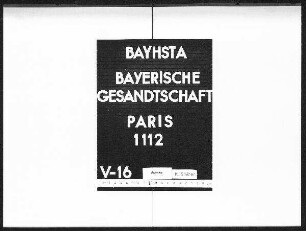 BAYHSTA
BAYERISCHE
GESANDTSCHAFT
PARIS
1112
V-16